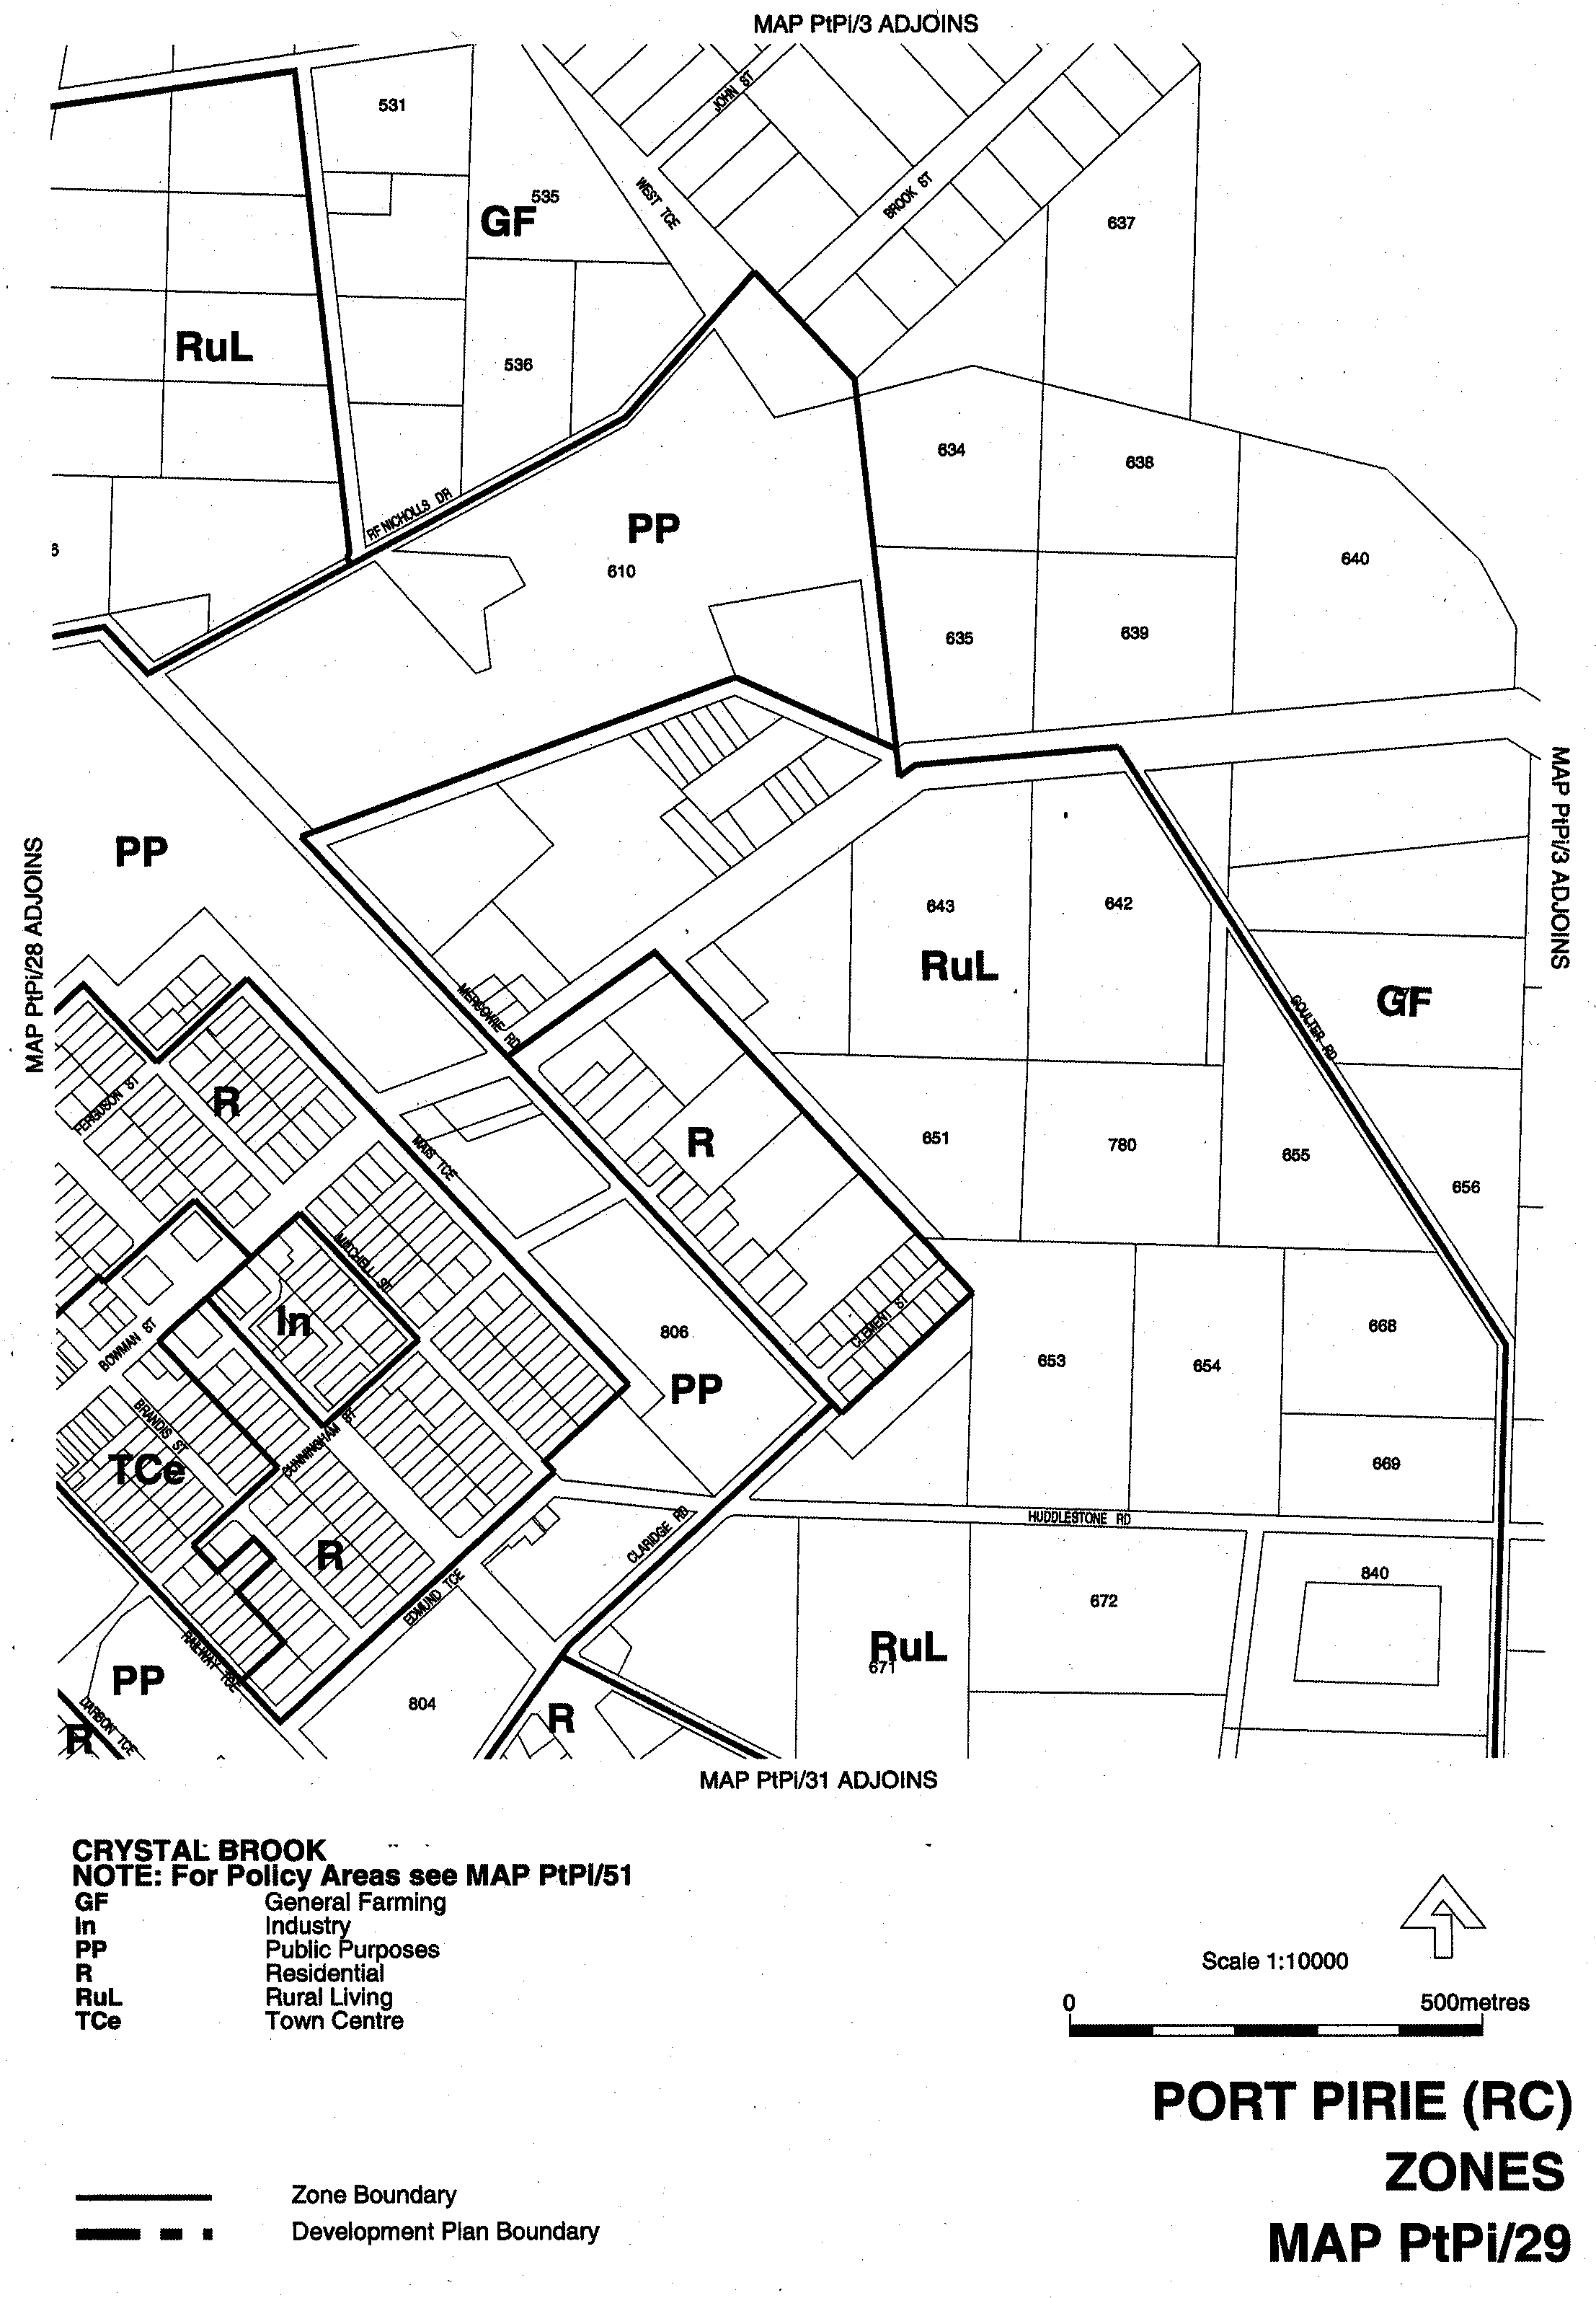 MAP PtPi/3 ADJOINS
JOHN ST
531
WEST TCE
BROOK ST
535
GF
637
RuL
536
634
638
RF NICHOLLS DR
PP
610
640
635
639
MAP PtPi/28 ADJOINS
MAP PtPi/3 ADJOINS
PP
643
642
RuL
GF
MERGOWIE RD
GOULTER RD
FERGUSON ST
R
R
MAIS TCE
651
780
655
656
MATCHELL ST
In
BOWMAN ST
CLEMENT ST
806
653
654
668
PP
BRANDIS ST
CUNNINGHAM ST
TCe
669
HUDDLESTONE RD
CLARIDGE RD
R
EDMUND TCE
840
672
RAILWAY TCE
RuL
671
PP
DARBON TCE
804
R
R
MAP PtPi/31 ADJOINS
CRYSTAL BROOK
NOTE: For Policy Areas see MAP PtPi/51
GF General Farming
In Industry
PP Public Purposes
R Residential
RuL Rural Living
TCe Town Centre
Scale 1:10000
0 500metres
PORT PIRIE (RC)
ZONES
MAP PtPi/29
Zone Boundary
Development Plan Boundary